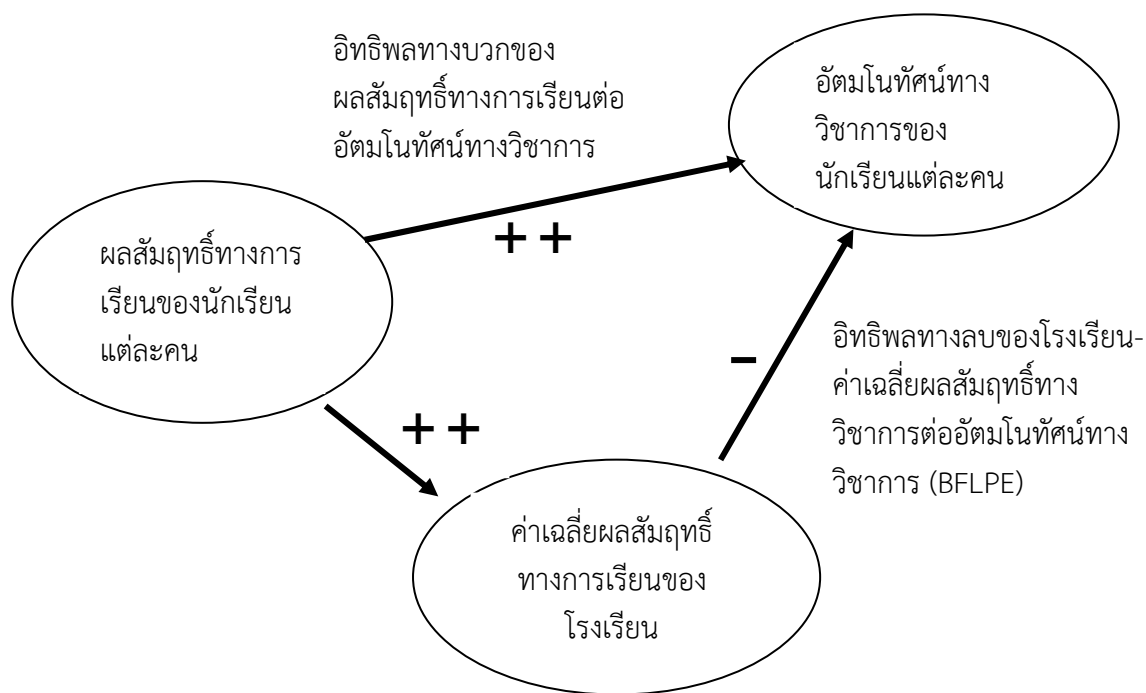 อิทธิพลทางบวกของ
ผลสัมฤทธิ์ทางการเรียนต่อ
อัตมโนทัศน์ทางวิชาการ
อัตมโนทัศน์ทาง
วิชาการของ
นักเรียนแต่ละคน
++
ผลสัมฤทธิ์ทางการ
เรียนของนักเรียน
แต่ละคน
-
อิทธิพลทางลบของโรงเรียน-
ค่าเฉลี่ยผลสัมฤทธิ์ทาง
วิชาการต่ออัตมโนทัศน์ทาง
วิชาการ (BFLPE)
++
ค่าเฉลี่ยผลสัมฤทธิ์
ทางการเรียนของ
โรงเรียน